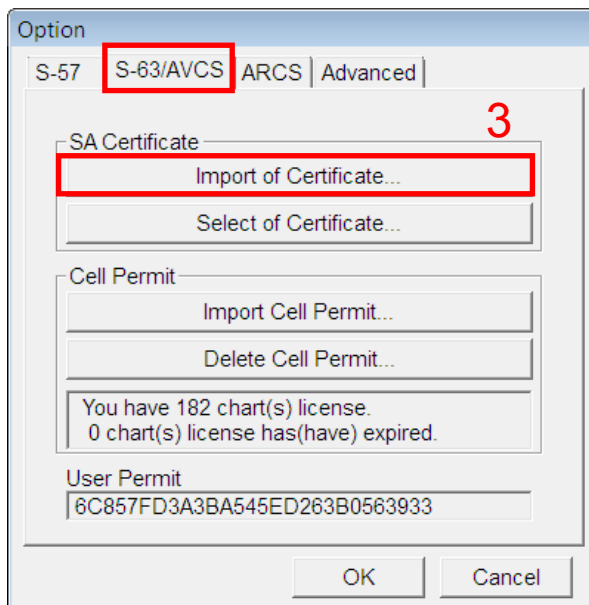 Option
S-57 S-63/AVCS ARCS Advanced
3
SA Certificate
Import of Certificate...
Select of Certificate...
Cell Permit
Import Cell Permit...
Delete Cell Permit...
You have 182 chart(s) license.
0 chart(s) license has(have) expired.
User Permit
6C857FD3A3BA545ED263B0563933
OK Cancel